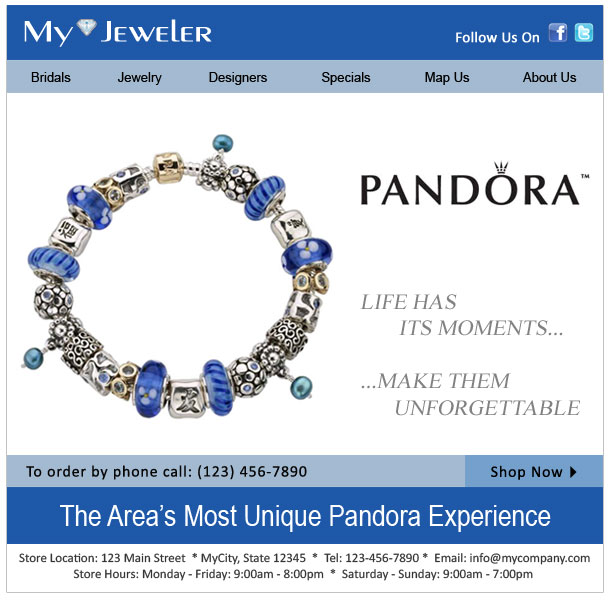 My Jeweler
Follow Us On
Bridals Jewelry Designers Specials Map Us About Us
PANDORA™
LIFE HAS
ITS MOMENTS...
...MAKE THEM
UNFORGETTABLE
To order by phone call: (123) 456-7890
Shop Now
The Area's Most Unique Pandora Experience
Store Location: 123 Main Street * MyCity, State 12345 * Tel: 123-456-7890 * Email: info@mycompany.com
Store Hours: Monday - Friday: 9:00am - 8:00pm * Saturday - Sunday: 9:00am - 7:00pm